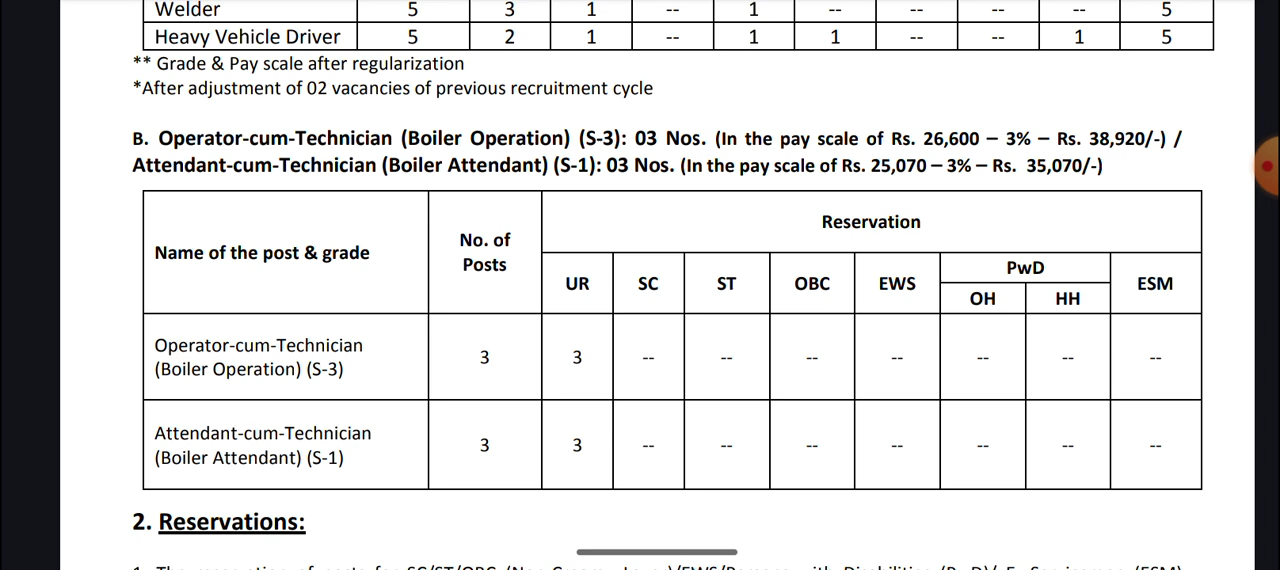 Welder 5 3 1 -- 1 -- -- -- -- 5
Heavy Vehicle Driver 5 2 1 -- 1 1 -- -- 1 5
** Grade & Pay scale after regularization
*After adjustment of 02 vacancies of previous recruitment cycle
B. Operator-cum-Technician (Boiler Operation) (S-3): 03 Nos. (In the pay scale of Rs. 26,600 – 3% – Rs. 38,920/-) /
Attendant-cum-Technician (Boiler Attendant) (S-1): 03 Nos. (In the pay scale of Rs. 25,070 – 3% – Rs. 35,070/-)
Name of the post & grade
No. of
Posts
Reservation
UR SC ST OBC EWS PwD ESM
OH HH
Operator-cum-Technician
(Boiler Operation) (S-3)
3 3 -- -- -- -- -- -- --
Attendant-cum-Technician
(Boiler Attendant) (S-1)
3 3 -- -- -- -- -- -- --
2. Reservations: